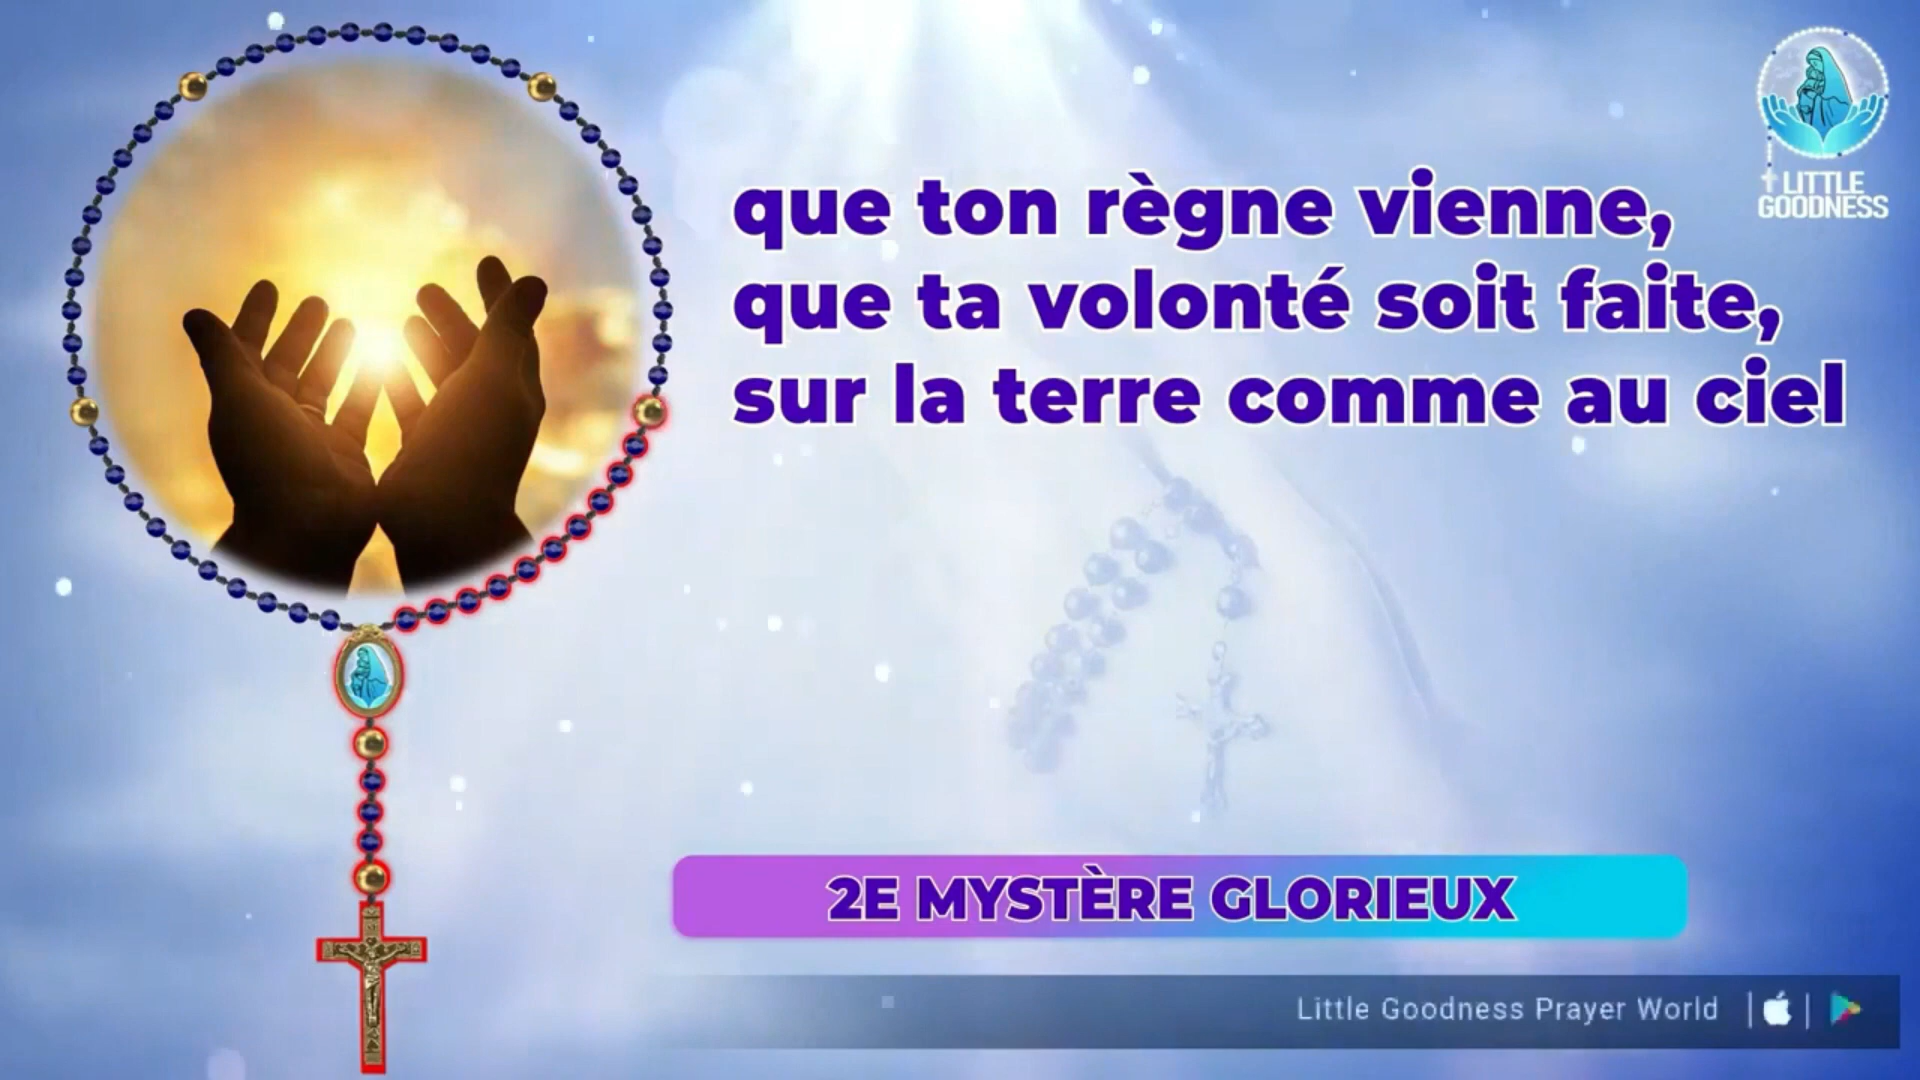 que ton règne vienne,
que ta volonté soit faite,
sur la terre comme au ciel
LITTLE
GOODNESS
2E MYSTÈRE GLORIEUX
Little Goodness Prayer World